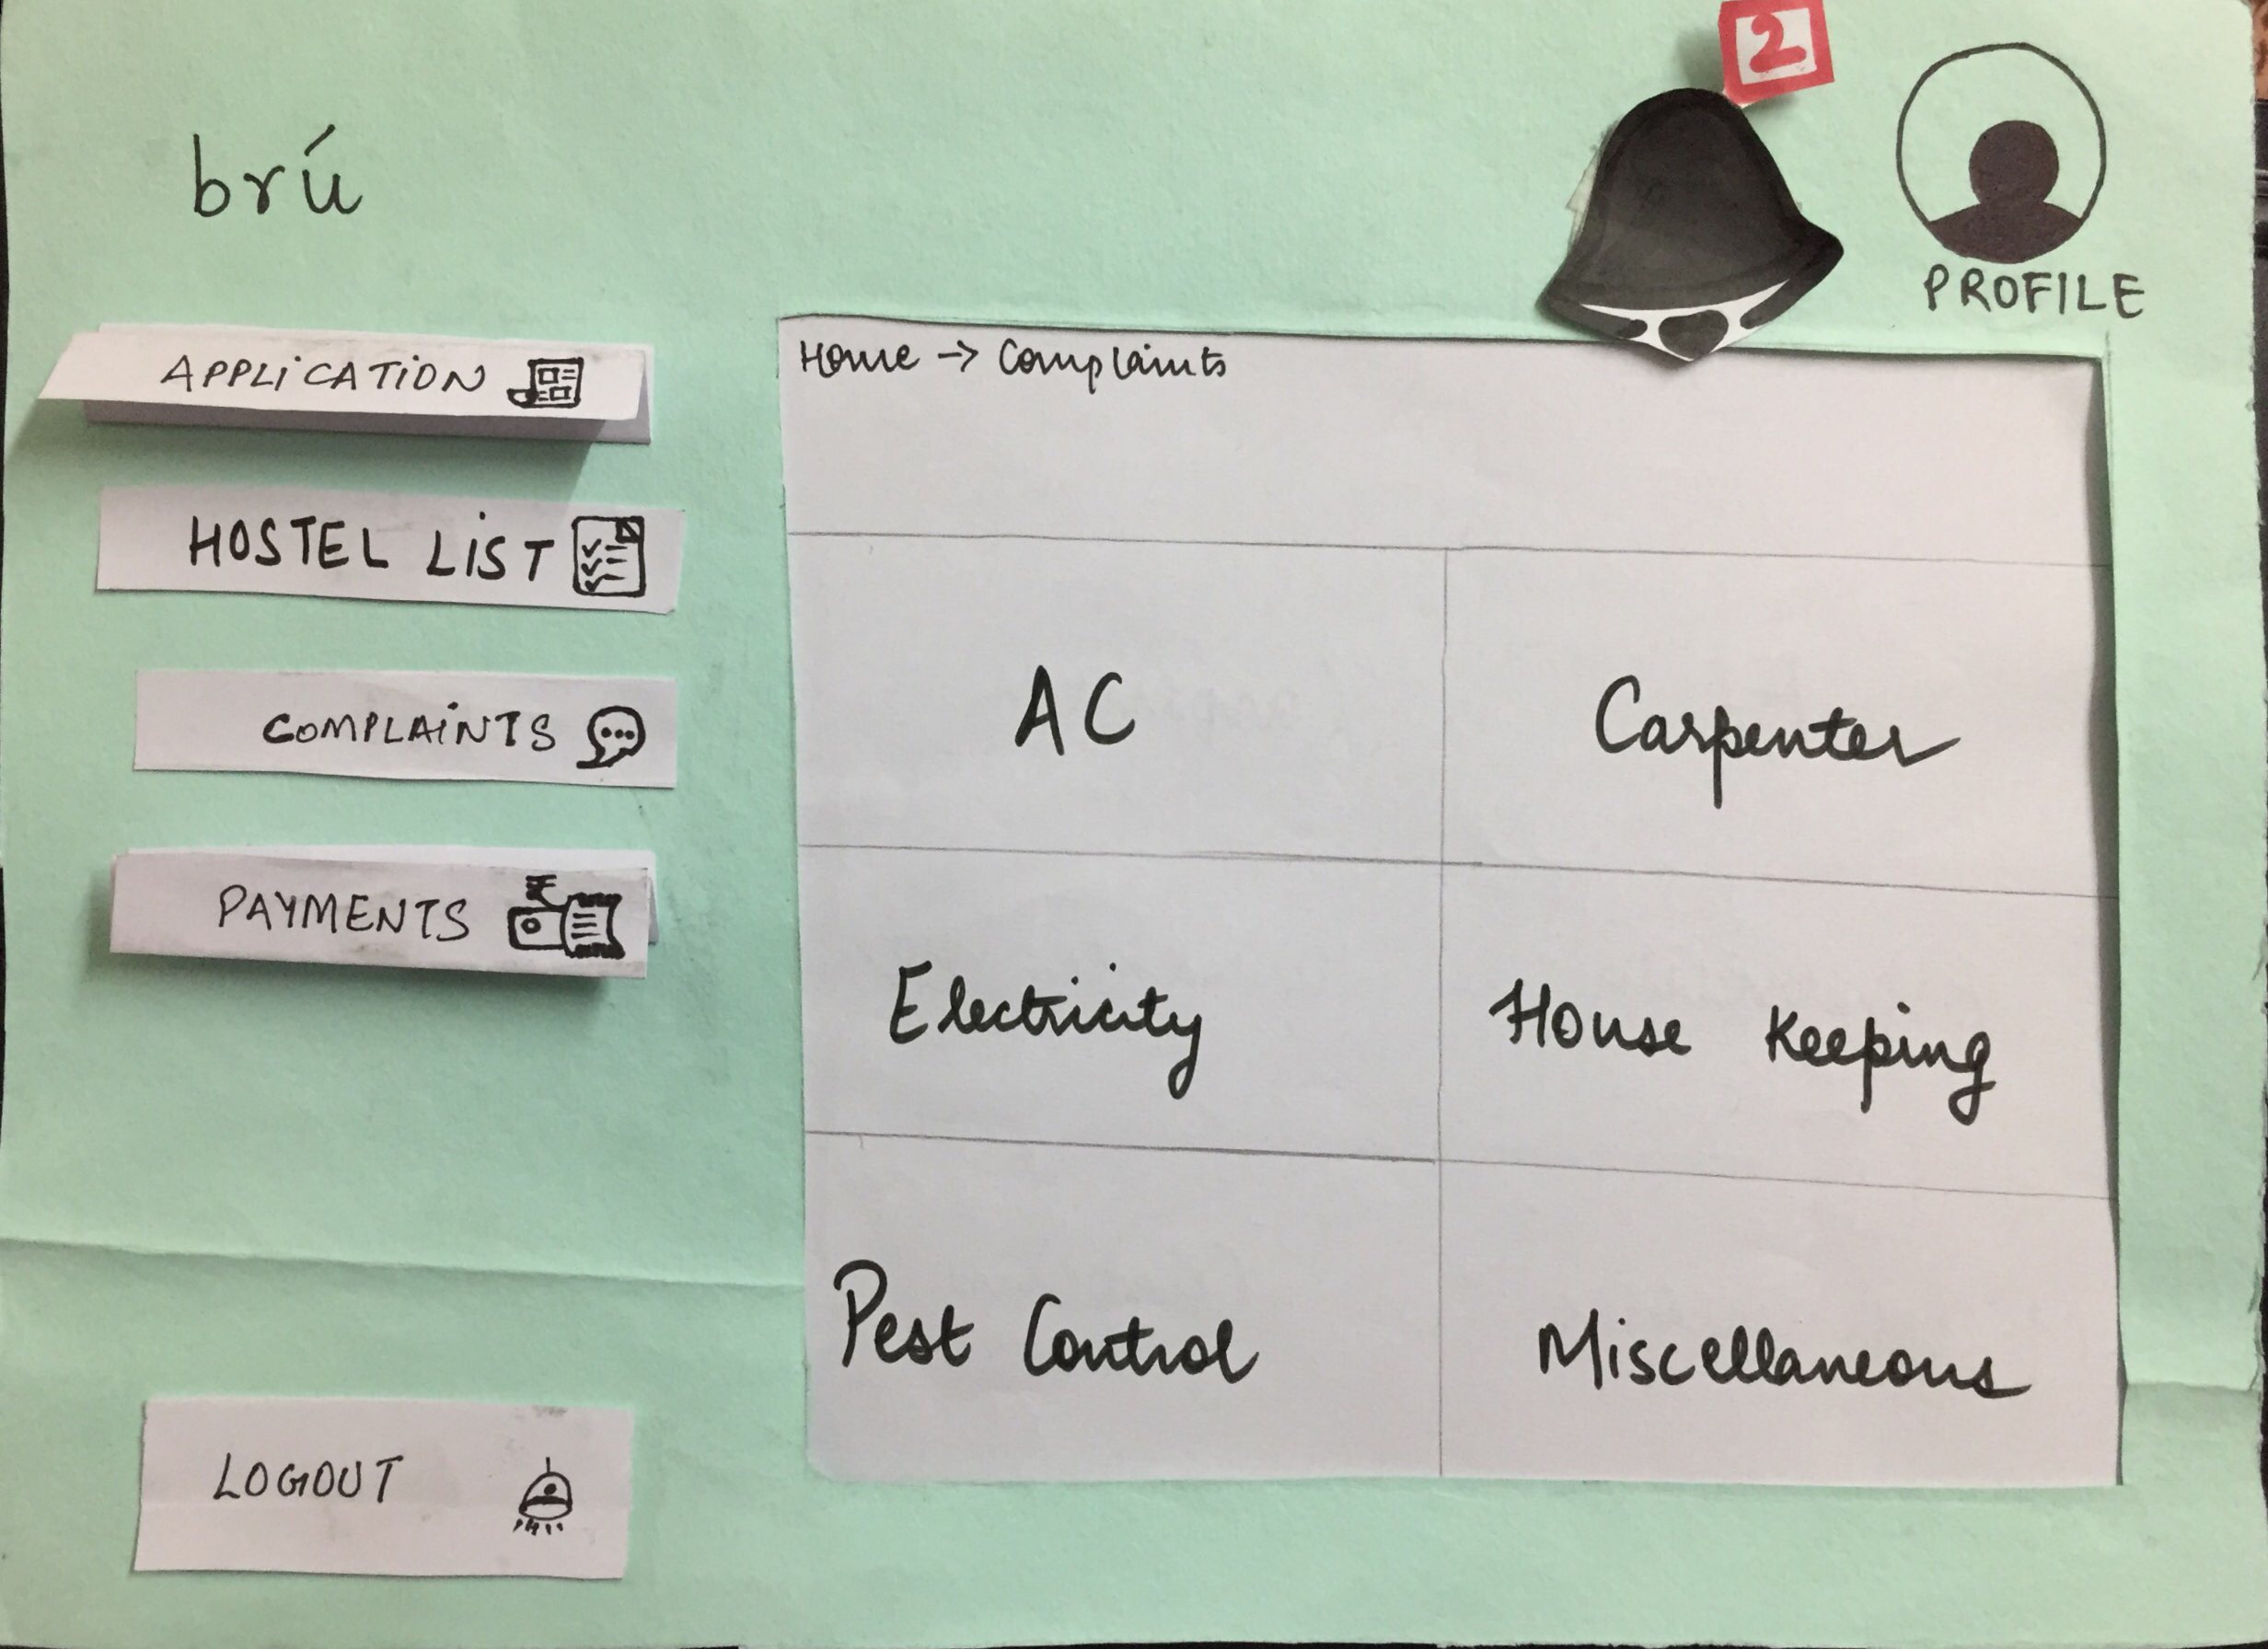 2
brú
PROFILE
APPLICATION
HOSTEL LIST
COMPLAINTS
PAYMENTS
LOGOUT
Home → Complaints
AC
Carpenter
Electricity
House Keeping
Pest Control
Miscellaneous